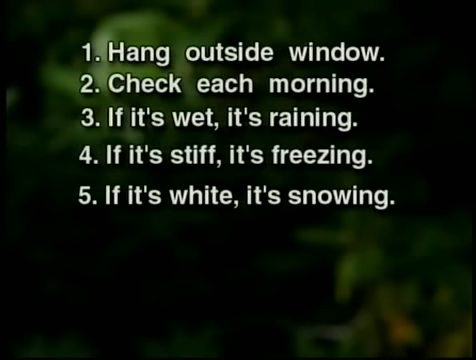 1. Hang outside window.
2. Check each morning.
3. If it's wet, it's raining.
4. If it's stiff, it's freezing.
5. If it's white, it's snowing.